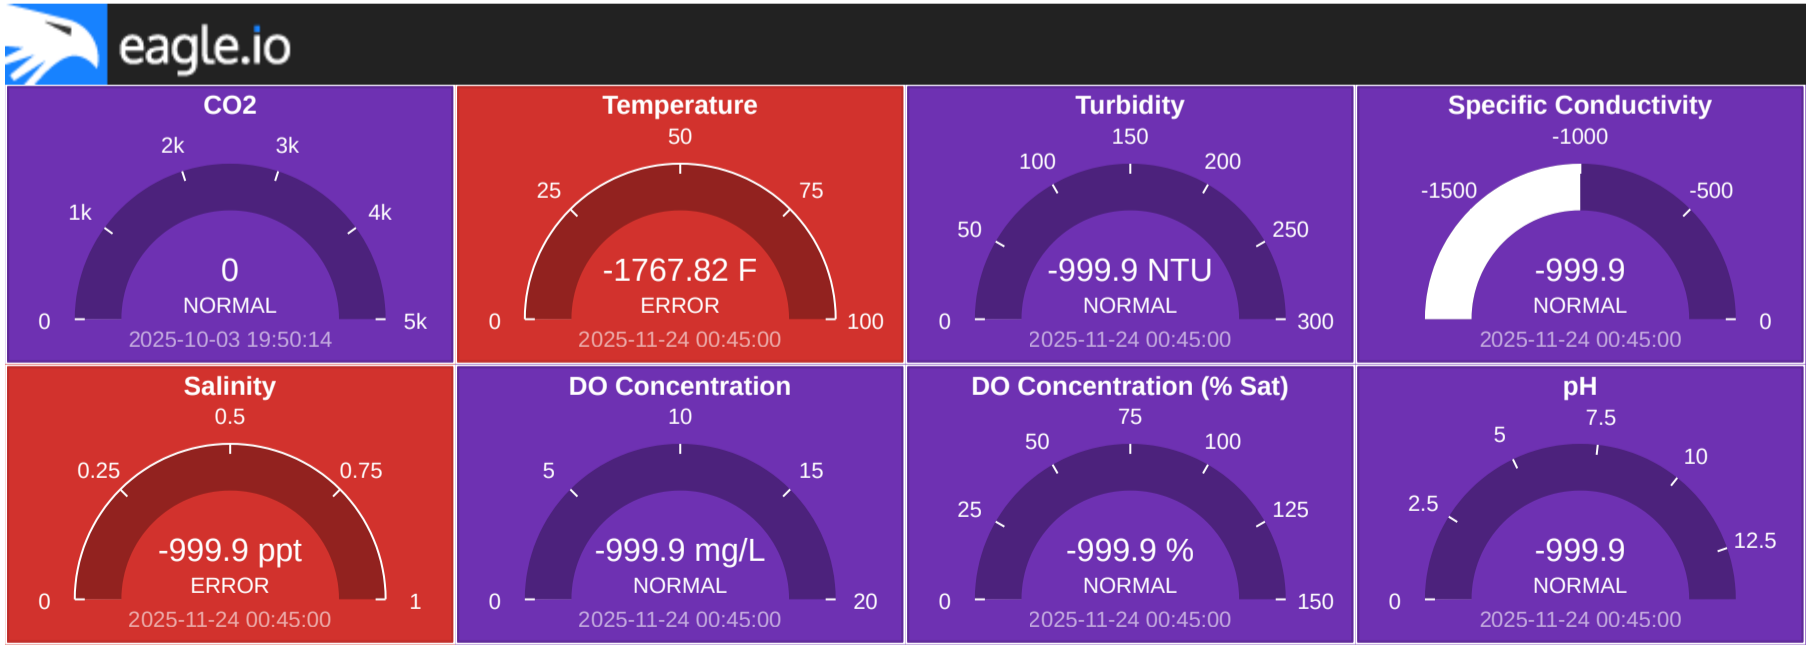 eagle.io
CO2
2k
3k
1k
4k
0
NORMAL
0
5k
2025-10-03 19:50:14
Temperature
50
25
75
-1767.82 F
ERROR
0
100
2025-11-24 00:45:00
Turbidity
150
100
200
50
250
-999.9 NTU
NORMAL
0
300
2025-11-24 00:45:00
Specific Conductivity
-1000
-1500
-500
-999.9
NORMAL
0
2025-11-24 00:45:00
Salinity
0.5
0.25
0.75
-999.9 ppt
ERROR
0
1
2025-11-24 00:45:00
DO Concentration
10
5
15
-999.9 mg/L
NORMAL
0
20
2025-11-24 00:45:00
DO Concentration (% Sat)
75
50
100
25
125
-999.9 %
NORMAL
0
150
2025-11-24 00:45:00
pH
7.5
5
10
2.5
12.5
-999.9
NORMAL
0
2025-11-24 00:45:00